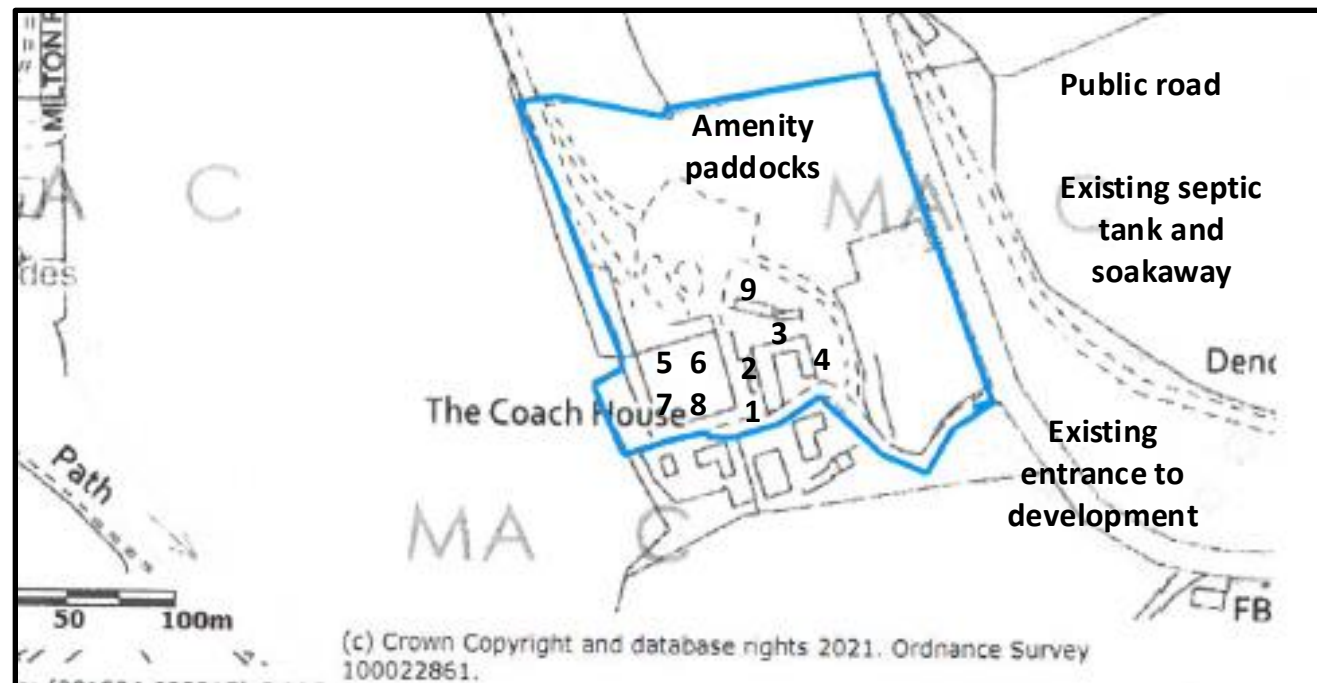 MILTON
Public road
Amenity
paddocks
A C
MA C
Existing septic
tank and
soakaway
des
9
3
5 6 2 4
Denc
The Coach House
7 8 1
Existing
entrance to
development
Path
MA C
50 100m
FB
(c) Crown Copyright and database rights 2021. Ordnance Survey
100022861.